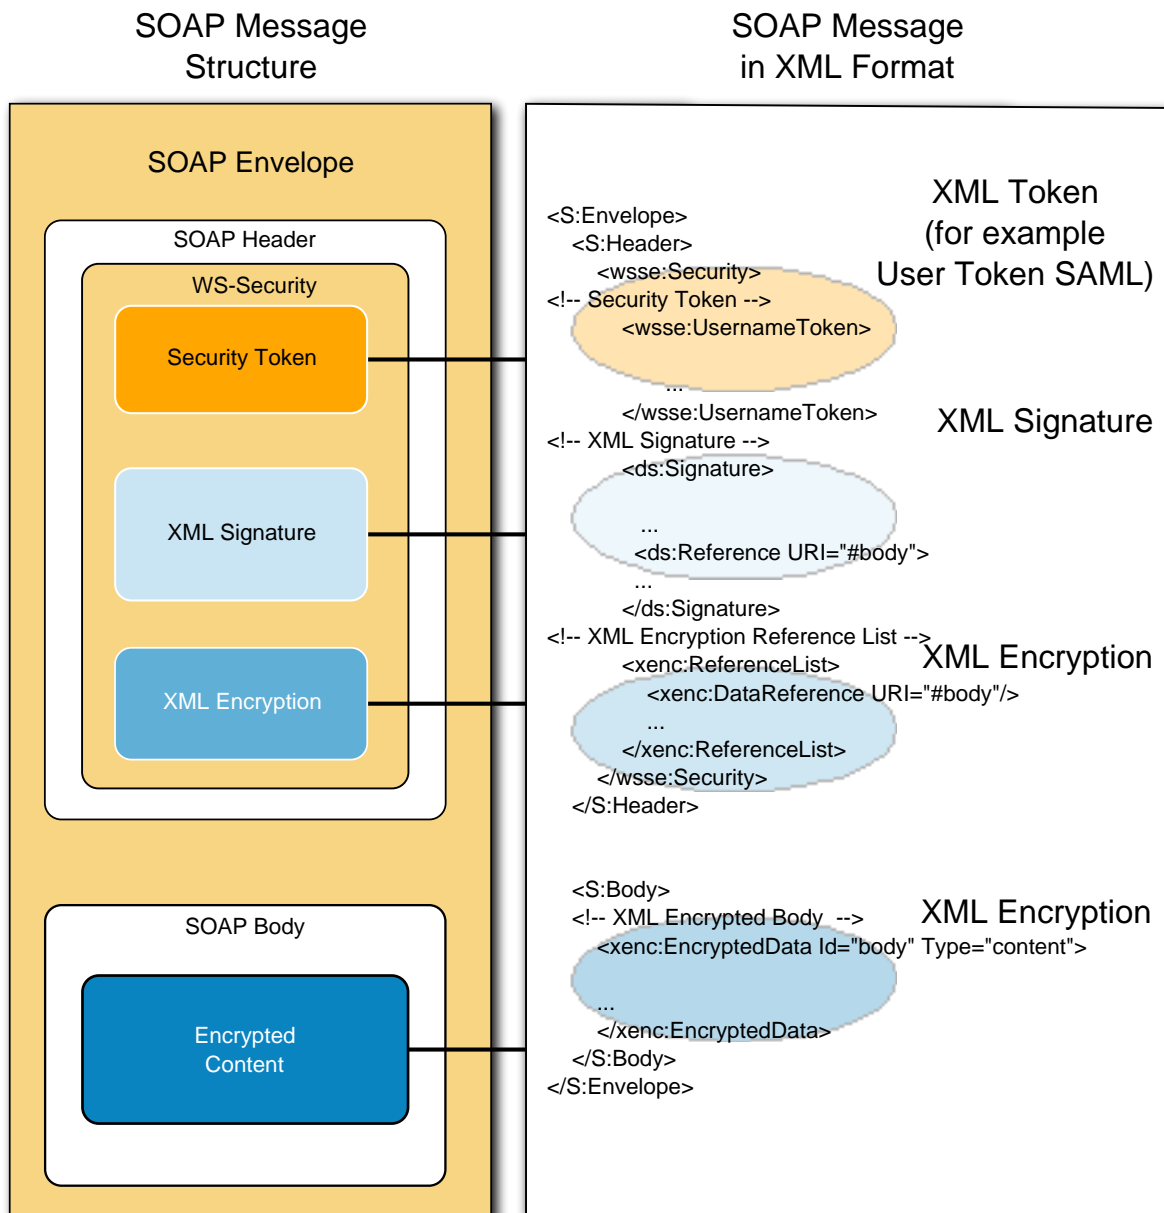 SOAP Message
Structure
SOAP Envelope
SOAP Header
WS-Security
Security Token
XML Signature
XML Encryption
SOAP Body
Encrypted
Content
SOAP Message
in XML Format
XML Token
(for example
User Token SAML)
<S:Envelope>
<S:Header>
<wsse:Security>
<!-- Security Token -->
<wsse:UsernameToken>
...
</wsse:UsernameToken>
XML Signature
<!-- XML Signature -->
<ds:Signature>
...
<ds:Reference URI="#body">
...
</ds:Signature>
<!-- XML Encryption Reference List -->
XML Encryption
<xenc:ReferenceList>
<xenc:DataReference URI="#body"/>
...
</xenc:ReferenceList>
</wsse:Security>
</S:Header>
<S:Body>
<!-- XML Encrypted Body -->
XML Encryption
<xenc:EncryptedData Id="body" Type="content">
...
</xenc:EncryptedData>
</S:Body>
</S:Envelope>